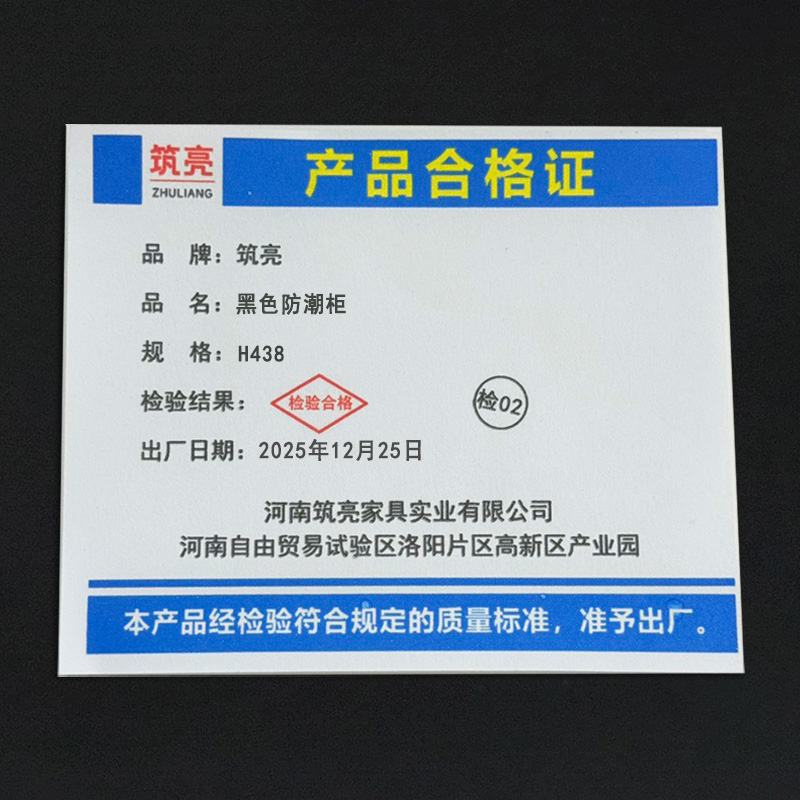 筑亮
ZHULIANG
产品合格证
品 牌：筑亮
品 名：黑色防潮柜
规 格：H438
检验结果：检验合格 检02
出厂日期：2025年12月25日
河南筑亮家具实业有限公司
河南自由贸易试验区洛阳片区高新区产业园
本产品经检验符合规定的质量标准，准予出厂。